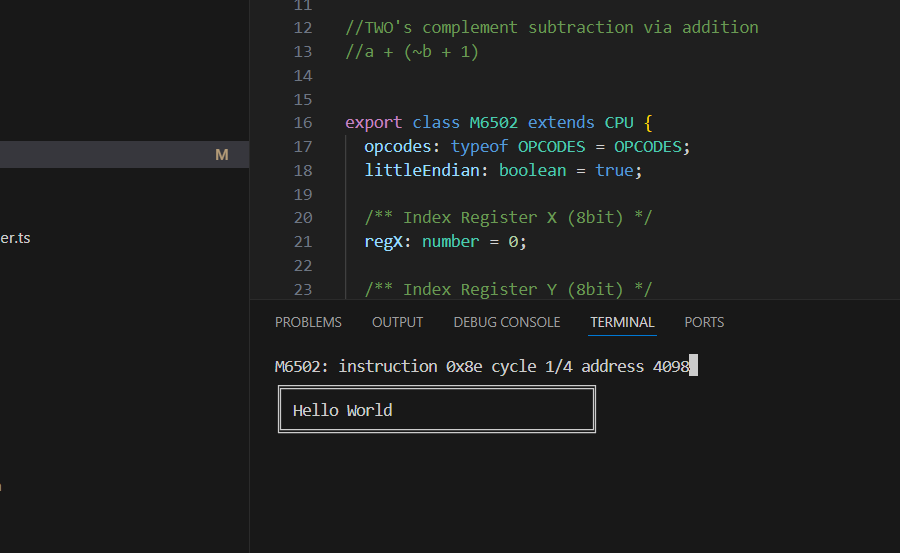 11
12 //TWO's complement subtraction via addition
13 //a + (~b + 1)
14
15
16 export class M6502 extends CPU {
M
17 opcodes: typeof OPCODES = OPCODES;
18 littleEndian: boolean = true;
19
20 /** Index Register X (8bit) */
er.ts
21 regX: number = 0;
22
23 /** Index Register Y (8bit) */
PROBLEMS OUTPUT DEBUG CONSOLE TERMINAL PORTS
M6502: instruction 0x8e cycle 1/4 address 4098
Hello World